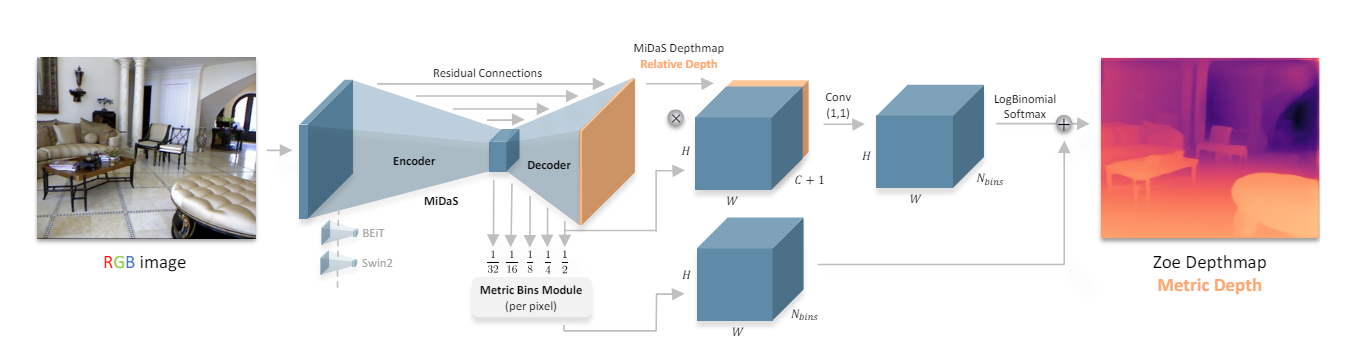 RGB image
Residual Connections
Encoder
Decoder
MiDaS
BEiT
Swin2
1/32 1/16 1/8 1/4 1/2
Metric Bins Module
(per pixel)
MiDaS Depthmap
Relative Depth
×
H
W
C + 1
Conv
(1,1)
H
W
N_bins
H
W
N_bins
LogBinomial
Softmax
+
Zoe Depthmap
Metric Depth